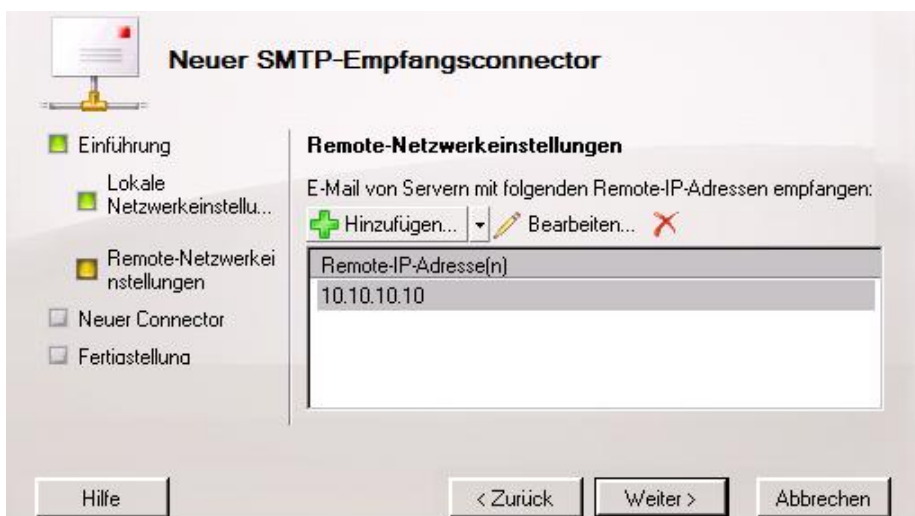 Neuer SMTP-Empfangsconnector
Einführung
Lokale
Netzwerkeinstellu...
Remote-Netzwerkei
nstellungen
Neuer Connector
Fertigstellung
Remote-Netzwerkeinstellungen
E-Mail von Servern mit folgenden Remote-IP-Adressen empfangen:
Hinzufügen... Bearbeiten...
Remote-IP-Adresse(n)
10.10.10.10
Hilfe < Zurück Weiter > Abbrechen